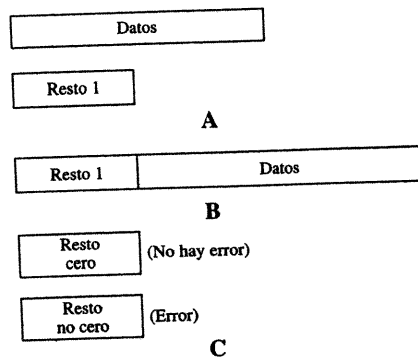 Datos
Resto 1
A
Resto 1 Datos
B
Resto
cero
(No hay error)
Resto
no cero
(Error)
C